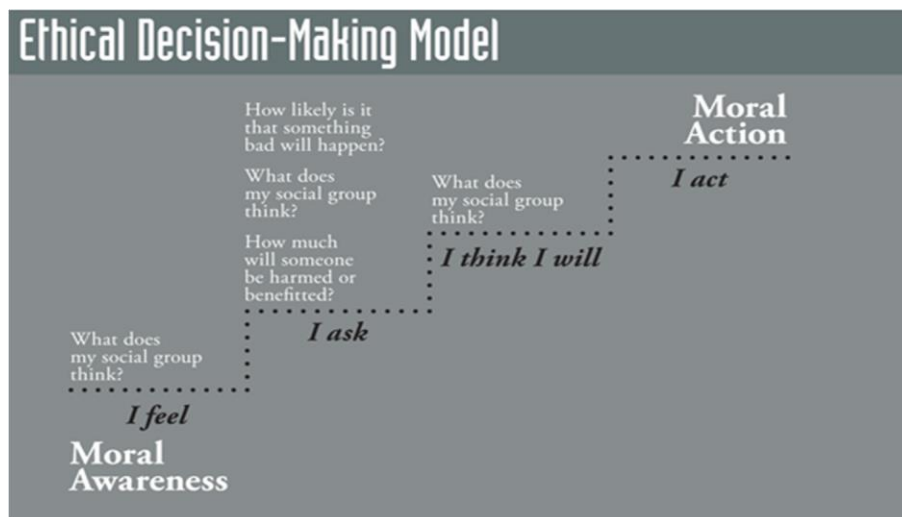 Ethical Decision-Making Model
How likely is it
that something
bad will happen?
What does
my social group
think?
How much
will someone
be harmed or
benefitted?
I ask
What does
my social group
think?
I feel
Moral
Awareness
What does
my social group
think?
I think I will
Moral
Action
I act